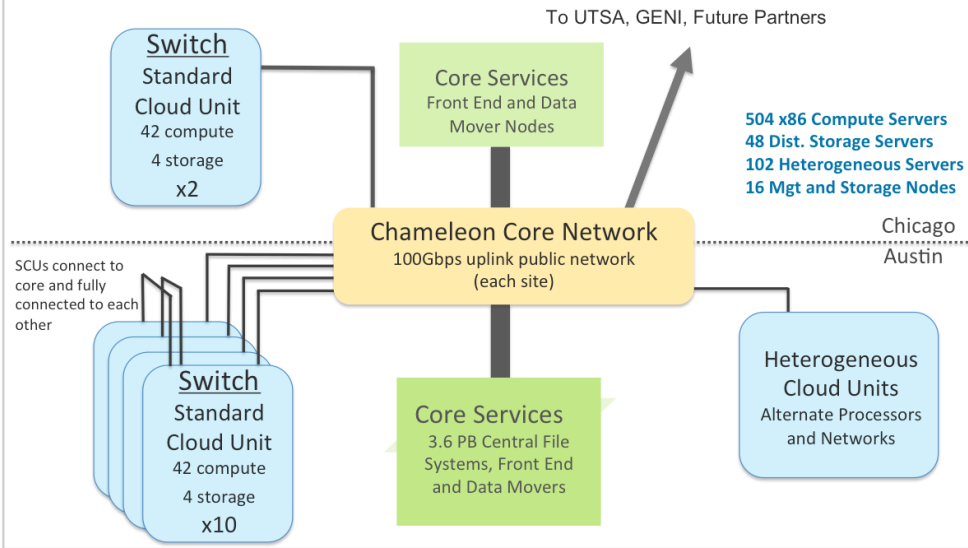 To UTSA, GENI, Future Partners
Switch
Standard
Cloud Unit
42 compute
4 storage
x2
Core Services
Front End and Data
Mover Nodes
504 x86 Compute Servers
48 Dist. Storage Servers
102 Heterogeneous Servers
16 Mgt and Storage Nodes
Chameleon Core Network
100Gbps uplink public network
(each site)
Chicago
Austin
SCUs connect to
core and fully
connected to each
other
Switch
Standard
Cloud Unit
42 compute
4 storage
x10
Core Services
3.6 PB Central File
Systems, Front End
and Data Movers
Heterogeneous
Cloud Units
Alternate Processors
and Networks